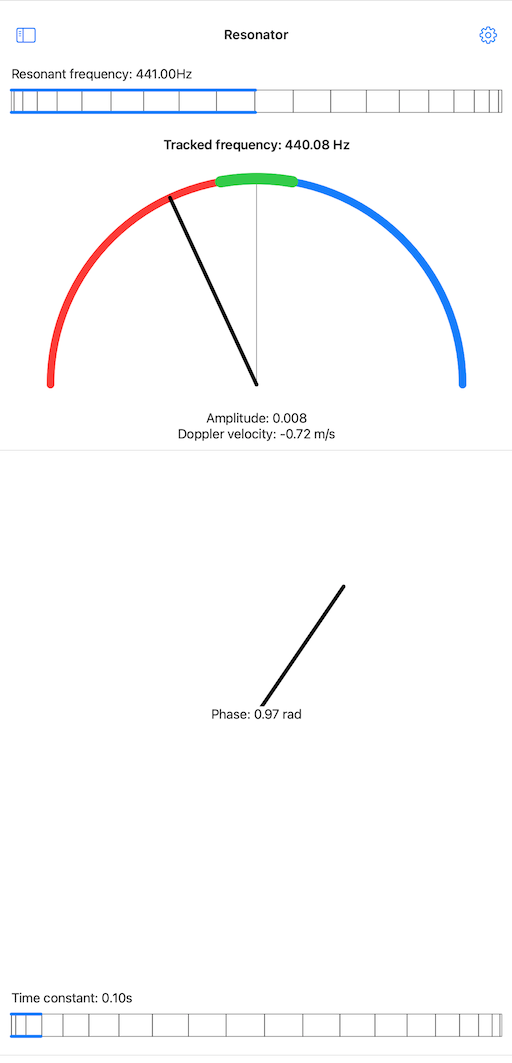 Resonator
Resonant frequency: 441.00Hz
Tracked frequency: 440.08 Hz
Amplitude: 0.008
Doppler velocity: -0.72 m/s
Phase: 0.97 rad
Time constant: 0.10s